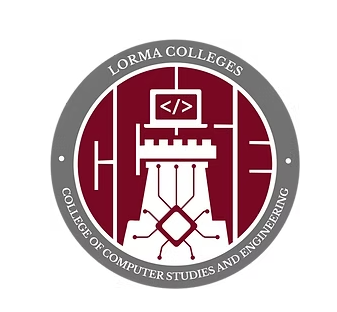 LORMA COLLEGES
</>
COLLEGE OF COMPUTER STUDIES AND ENGINEERING